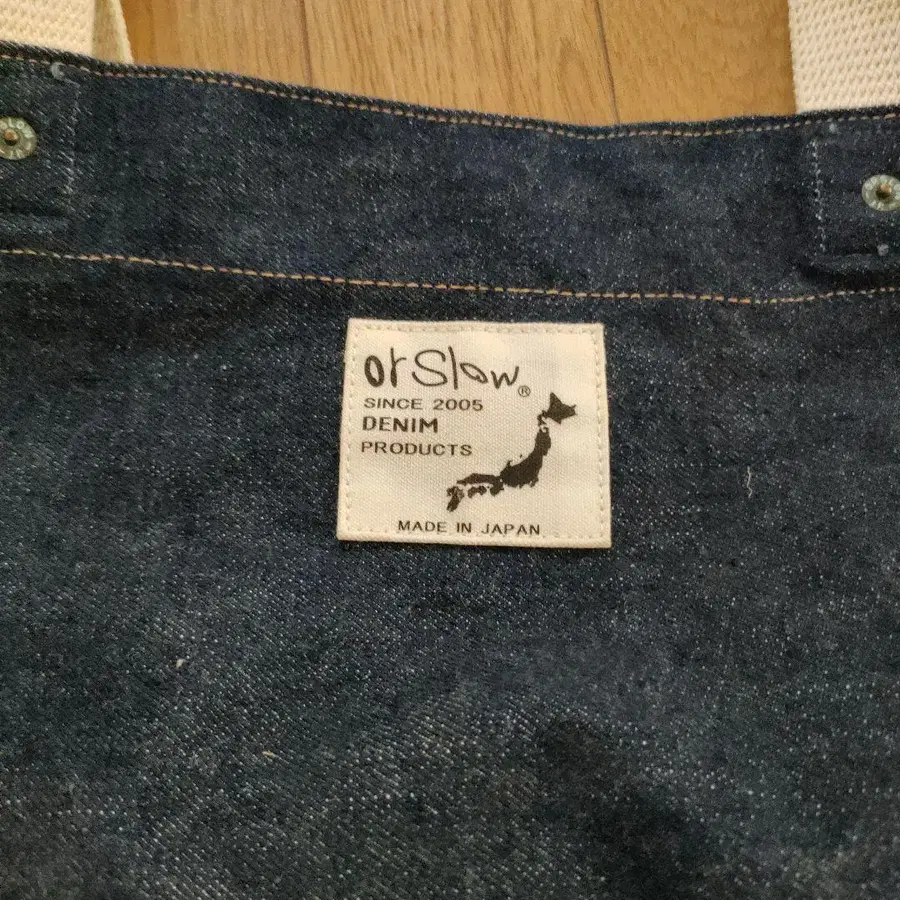 orSlow®
SINCE 2005
DENIM
PRODUCTS
MADE IN JAPAN